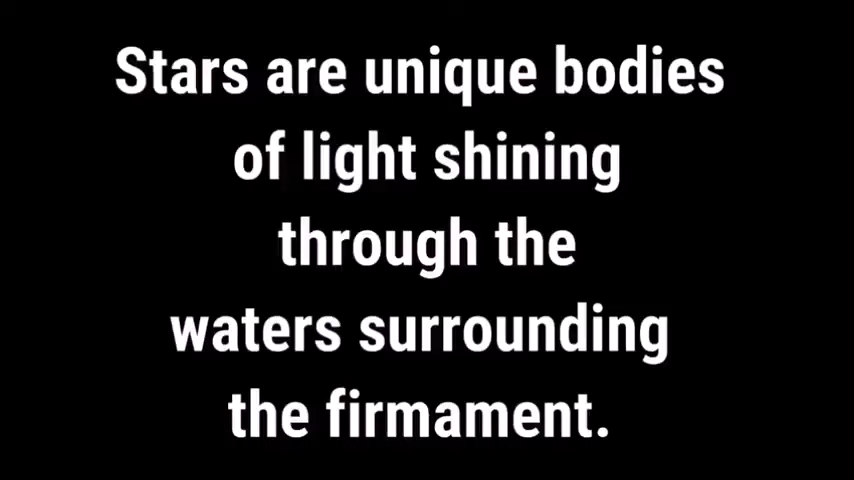 Stars are unique bodies
of light shining
through the
waters surrounding
the firmament.